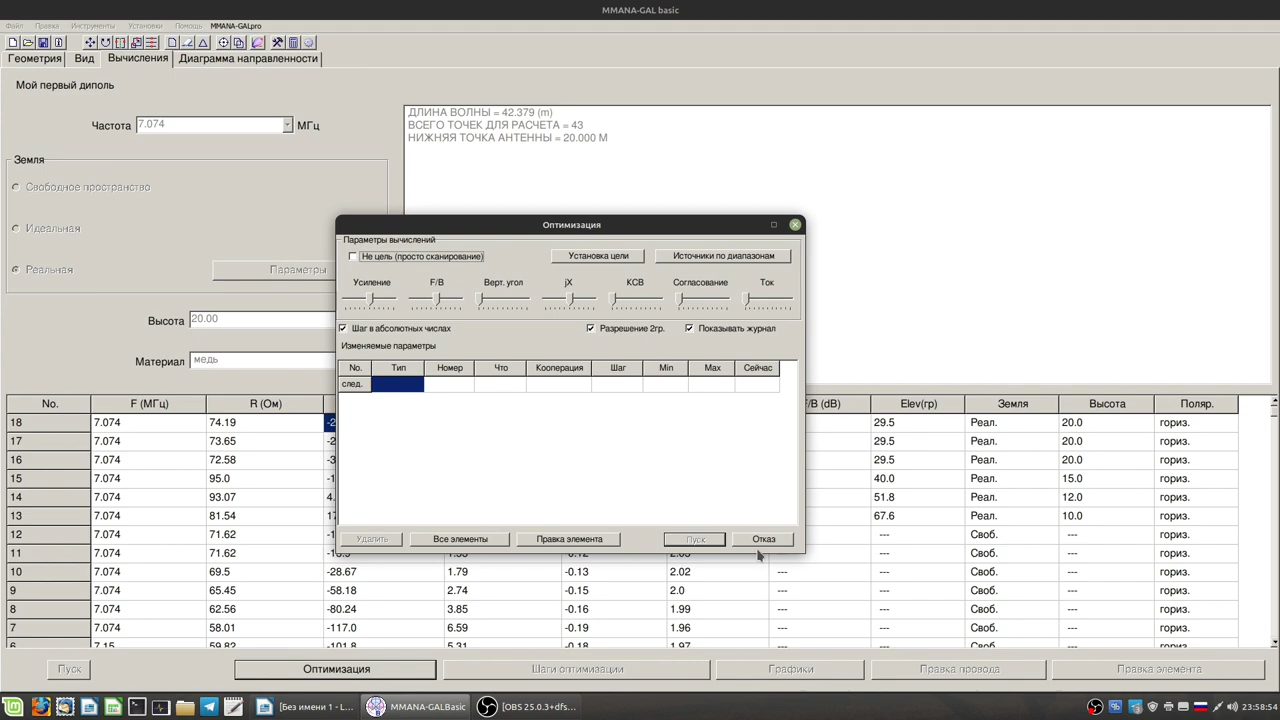 MMANA-GAL basic
Файл Правка Инструменты Установки Помощь MMANA-GALpro
Геометрия Вид Вычисления Диаграмма направленности
Мой первый диполь
Частота 7.074 МГц
Земля
Свободное пространство
Идеальная
Реальная Параметры
Высота 20.00
Материал медь
ДЛИНА ВОЛНЫ = 42.379 (m)
ВСЕГО ТОЧЕК ДЛЯ РАСЧЕТА = 43
НИЖНЯЯ ТОЧКА АНТЕННЫ = 20.000 М
Оптимизация
Параметры вычислений
Не цель (просто сканирование) Установка цели Источники по диапазонам
Усиление F/B Верт. угол jX КСВ Согласование Ток
Шаг в абсолютных числах Разрешение 2гр. Показывать журнал
Изменяемые параметры
No. Тип Номер Что Кооперация Шаг Min Max Сейчас
след.
Удалить Все элементы Правка элемента Пуск Отказ
No. F (МГц) R (Ом) F/B (dB) Elev(гр) Земля Высота Поляр.
18 7.074 74.19 -2 29.5 Реал. 20.0 гориз.
17 7.074 73.65 -2 29.5 Реал. 20.0 гориз.
16 7.074 72.58 -3 29.5 Реал. 20.0 гориз.
15 7.074 95.0 -1 40.0 Реал. 15.0 гориз.
14 7.074 93.07 4. 51.8 Реал. 12.0 гориз.
13 7.074 81.54 17 67.6 Реал. 10.0 гориз.
12 7.074 71.62 --- --- Своб. --- гориз.
11 7.074 71.62 --- --- Своб. --- гориз.
10 7.074 69.5 -28.67 1.79 -0.13 2.02 --- --- Своб. --- гориз.
9 7.074 65.45 -58.18 2.74 -0.15 2.0 --- --- Своб. --- гориз.
8 7.074 62.56 -80.24 3.85 -0.16 1.99 --- --- Своб. --- гориз.
7 7.074 58.01 -117.0 6.59 -0.19 1.96 --- --- Своб. --- гориз.
6 7.15 59.82 -101.8 5.31 -0.18 1.97 --- --- Своб. --- гориз.
Пуск Оптимизация Шаги оптимизации Графики Правка провода Правка элемента
[Без имени 1 - L... MMANA-GALBasic [OBS 25.0.3+dfs... 23:58:54